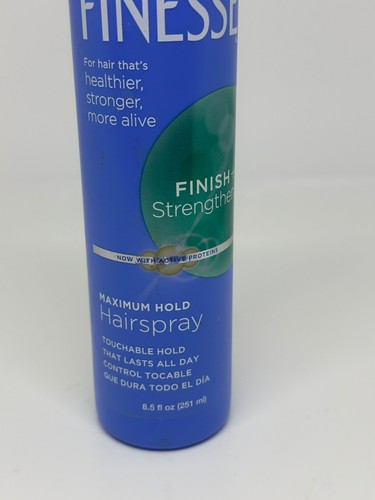 FINESSE
For hair that's
healthier,
stronger,
more alive
FINISH+
Strengthen
NOW WITH ACTIVE PROTEINS
MAXIMUM HOLD
Hairspray
TOUCHABLE HOLD
THAT LASTS ALL DAY
CONTROL TOCABLE
QUE DURA TODO EL DÍA
8.5 fl oz (251 ml)